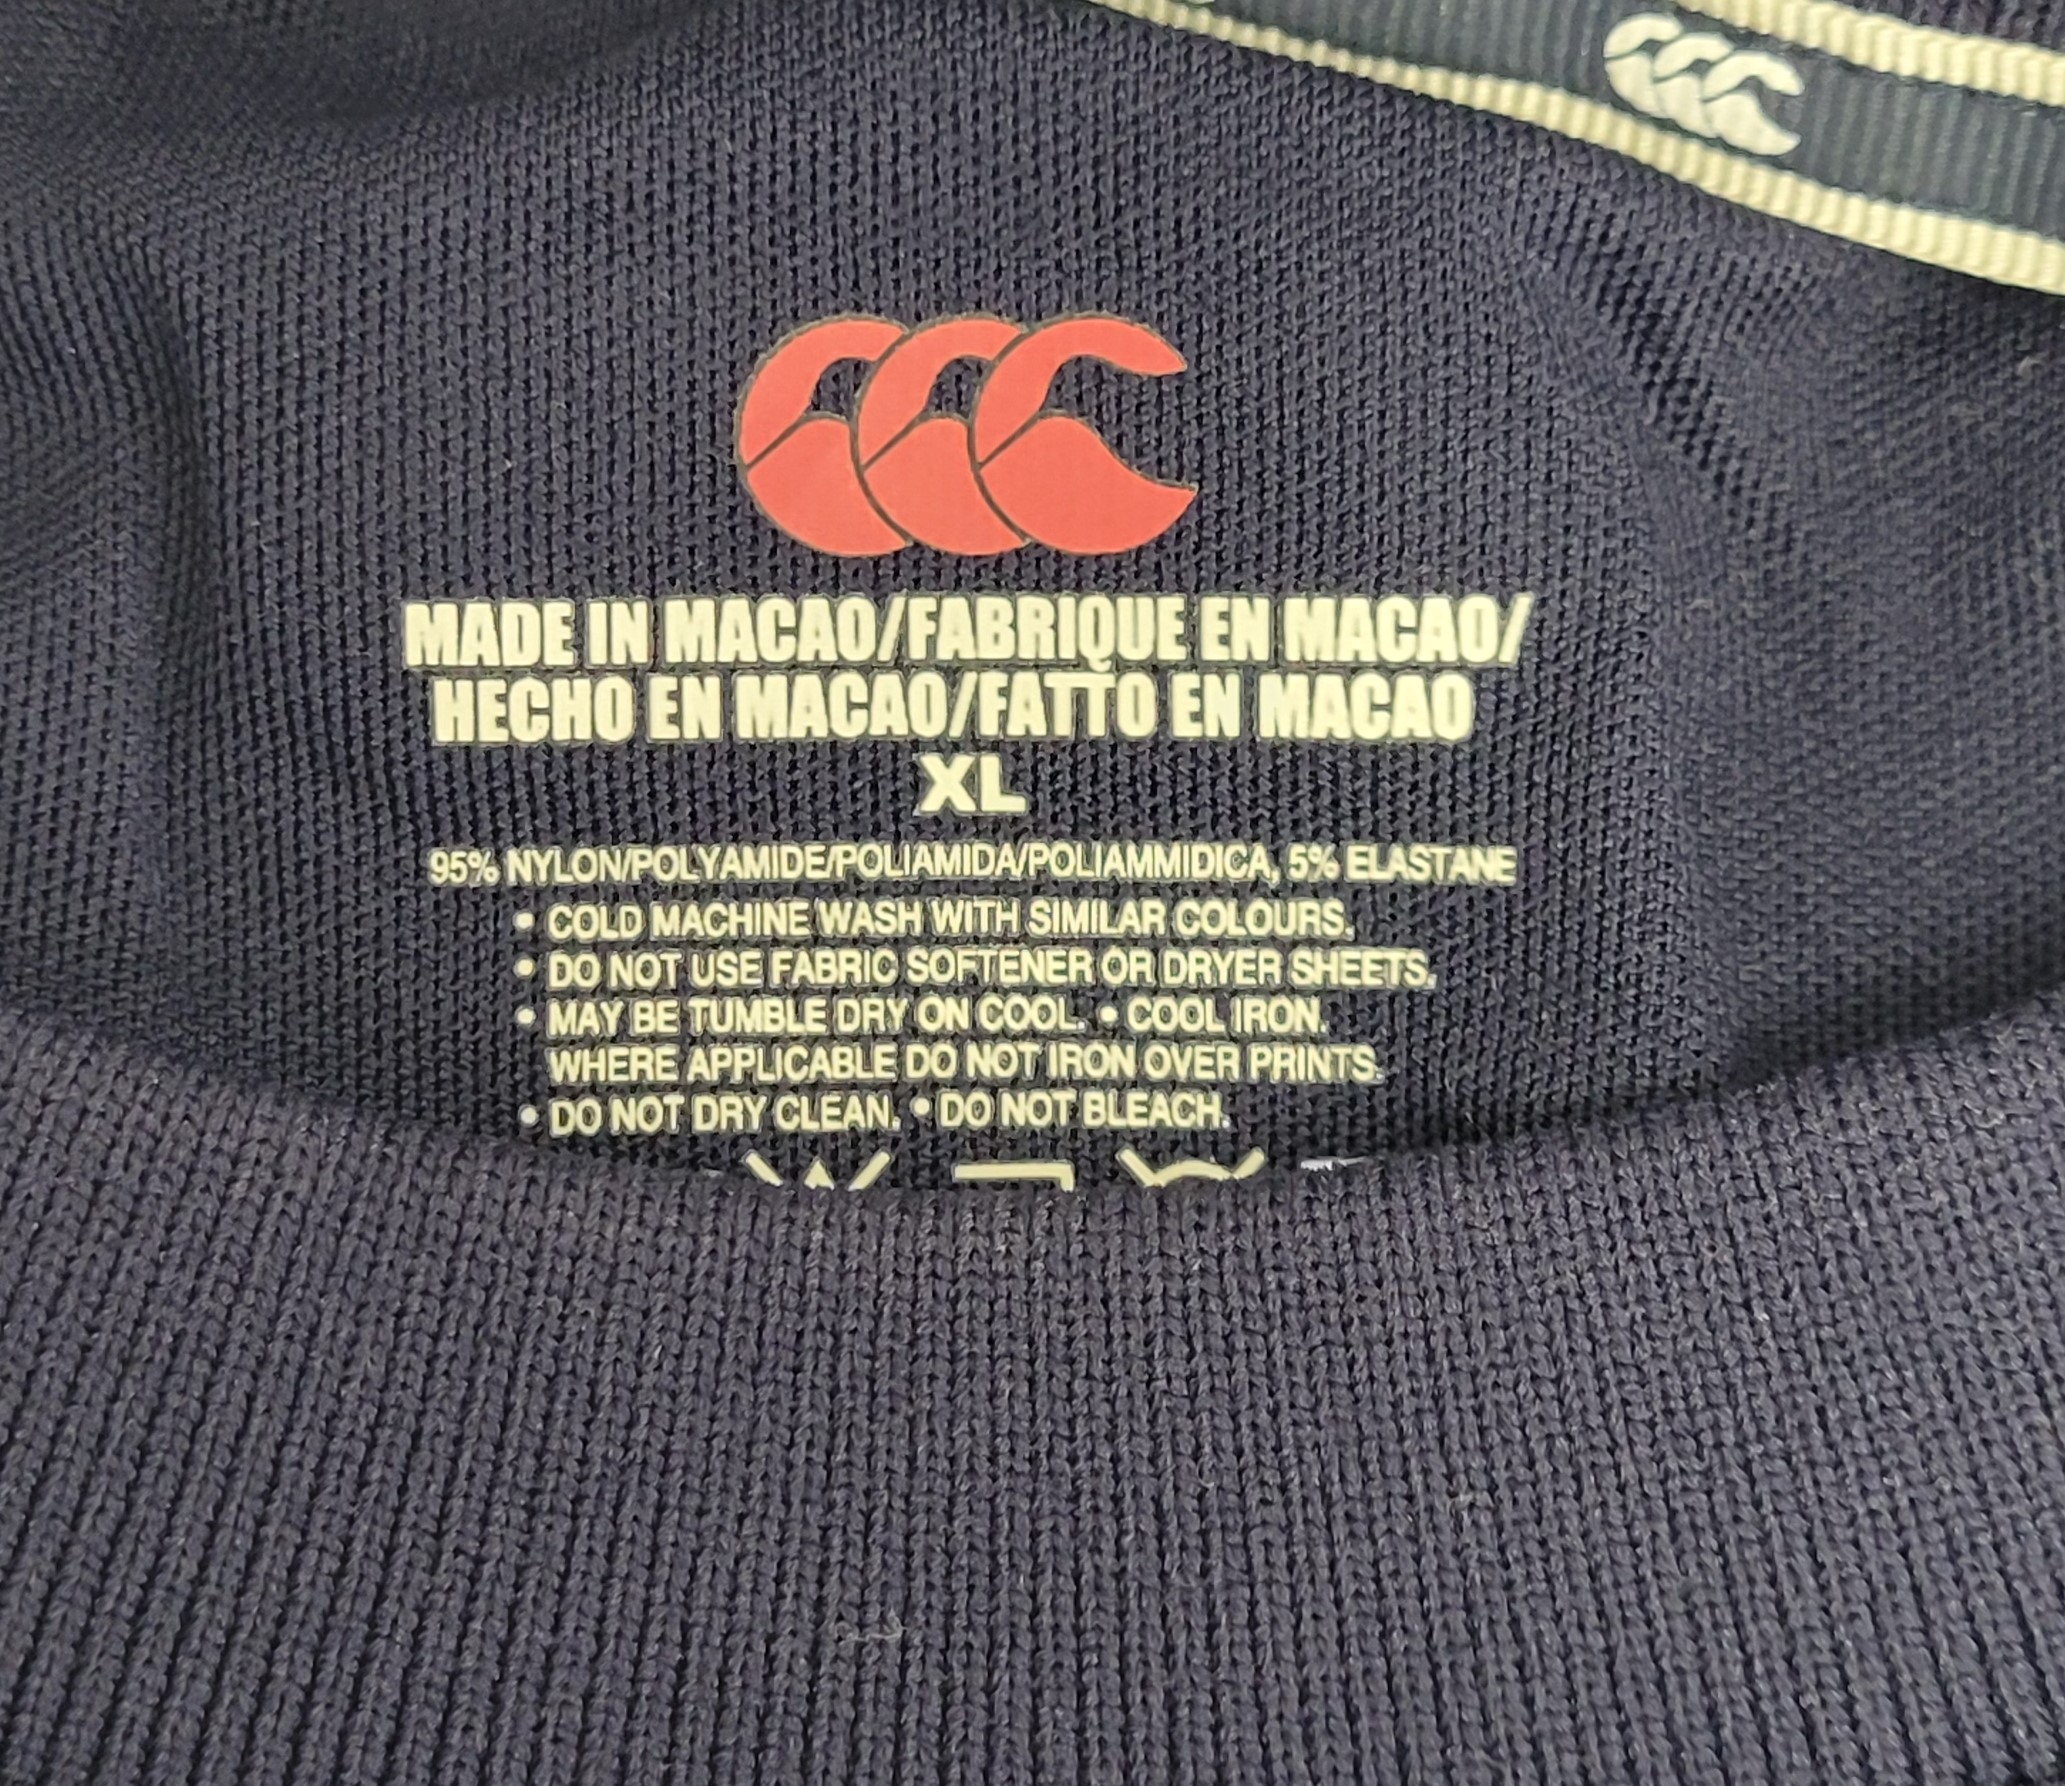 MADE IN MACAO/FABRIQUE EN MACAO/
HECHO EN MACAO/FATTO EN MACAO
XL
95% NYLON/POLYAMIDE/POLIAMIDA/POLIAMMIDICA, 5% ELASTANE
• COLD MACHINE WASH WITH SIMILAR COLOURS.
• DO NOT USE FABRIC SOFTENER OR DRYER SHEETS.
• MAY BE TUMBLE DRY ON COOL. • COOL IRON.
WHERE APPLICABLE DO NOT IRON OVER PRINTS.
• DO NOT DRY CLEAN. • DO NOT BLEACH.